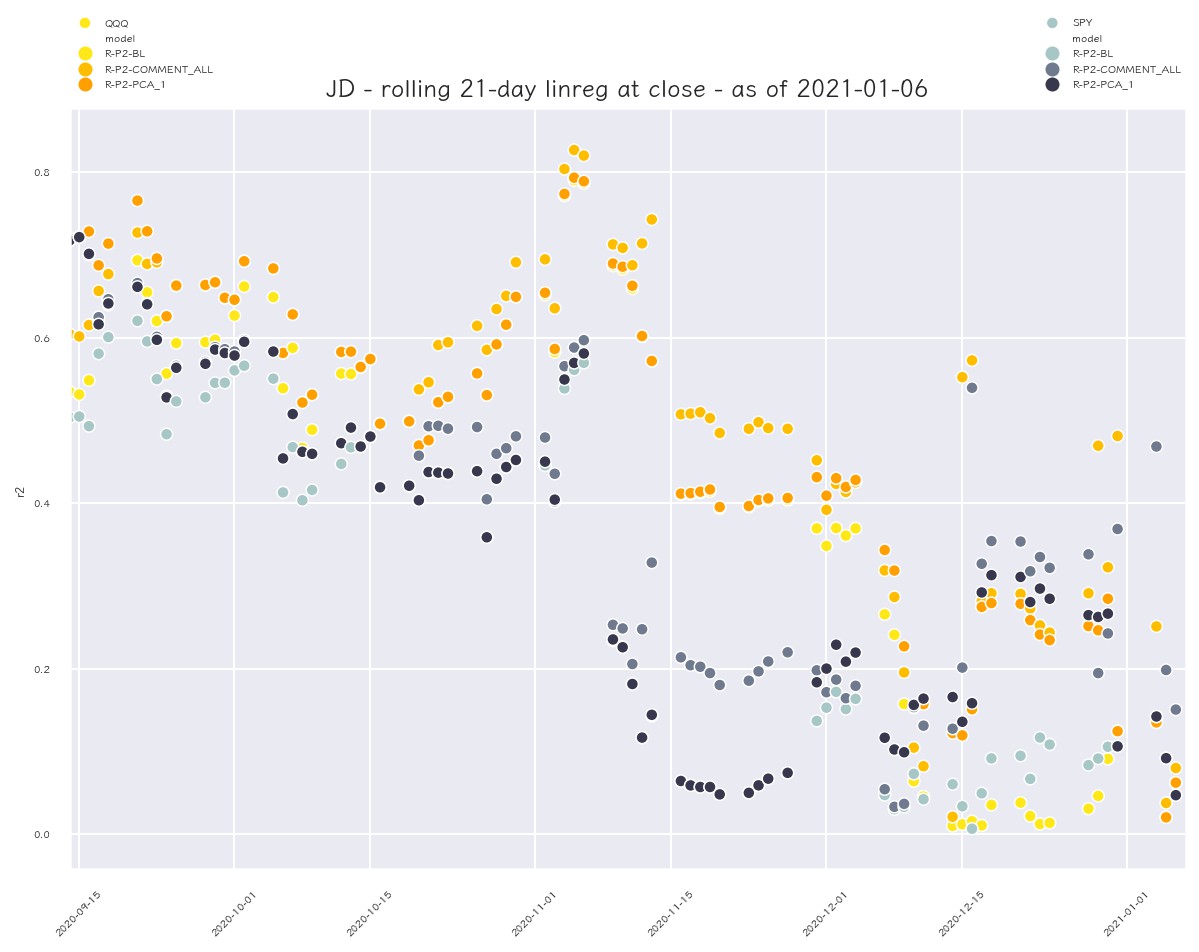 QQQ
model
R-P2-BL
R-P2-COMMENT_ALL
R-P2-PCA_1
SPY
model
R-P2-BL
R-P2-COMMENT_ALL
R-P2-PCA_1
JD - rolling 21-day linreg at close - as of 2021-01-06
r2
0.8
0.6
0.4
0.2
0.0
2020-09-15
2020-10-01
2020-10-15
2020-11-01
2020-11-15
2020-12-01
2020-12-15
2021-01-01